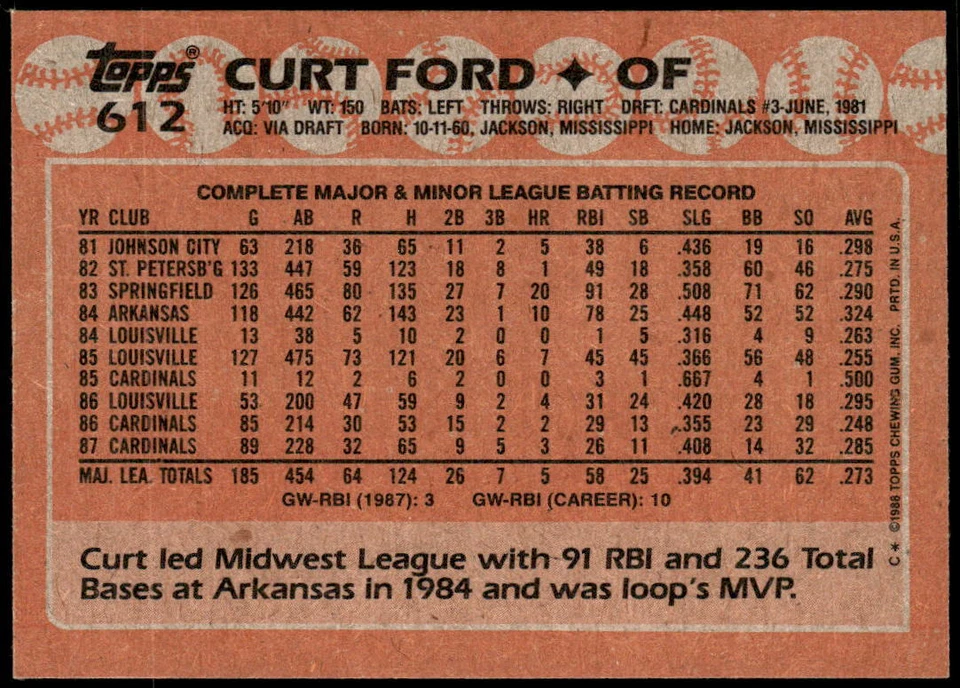 topps® CURT FORD ✦ OF
612 HT: 5'10" WT: 150 BATS: LEFT THROWS: RIGHT DRFT: CARDINALS #3-JUNE, 1981
ACQ: VIA DRAFT BORN: 10-11-60, JACKSON, MISSISSIPPI HOME: JACKSON, MISSISSIPPI
COMPLETE MAJOR & MINOR LEAGUE BATTING RECORD
YR CLUB G AB R H 2B 3B HR RBI SB SLG BB SO AVG
81 JOHNSON CITY 63 218 36 65 11 2 5 38 6 .436 19 16 .298
82 ST. PETERSB'G 133 447 59 123 18 8 1 49 18 .358 60 46 .275
83 SPRINGFIELD 126 465 80 135 27 7 20 91 28 .508 71 62 .290
84 ARKANSAS 118 442 62 143 23 1 10 78 25 .448 52 52 .324
84 LOUISVILLE 13 38 5 10 2 0 0 1 5 .316 4 9 .263
85 LOUISVILLE 127 475 73 121 20 6 7 45 45 .366 56 48 .255
85 CARDINALS 11 12 2 6 2 0 0 3 1 .667 4 1 .500
86 LOUISVILLE 53 200 47 59 9 2 4 31 24 .420 28 18 .295
86 CARDINALS 85 214 30 53 15 2 2 29 13 .355 23 29 .248
87 CARDINALS 89 228 32 65 9 5 3 26 11 .408 14 32 .285
MAJ. LEA. TOTALS 185 454 64 124 26 7 5 58 25 .394 41 62 .273
GW-RBI (1987): 3 GW-RBI (CAREER): 10
Curt led Midwest League with 91 RBI and 236 Total
Bases at Arkansas in 1984 and was loop's MVP.
C* ©1988 TOPPS CHEWING GUM, INC. PRTD. IN U.S.A.